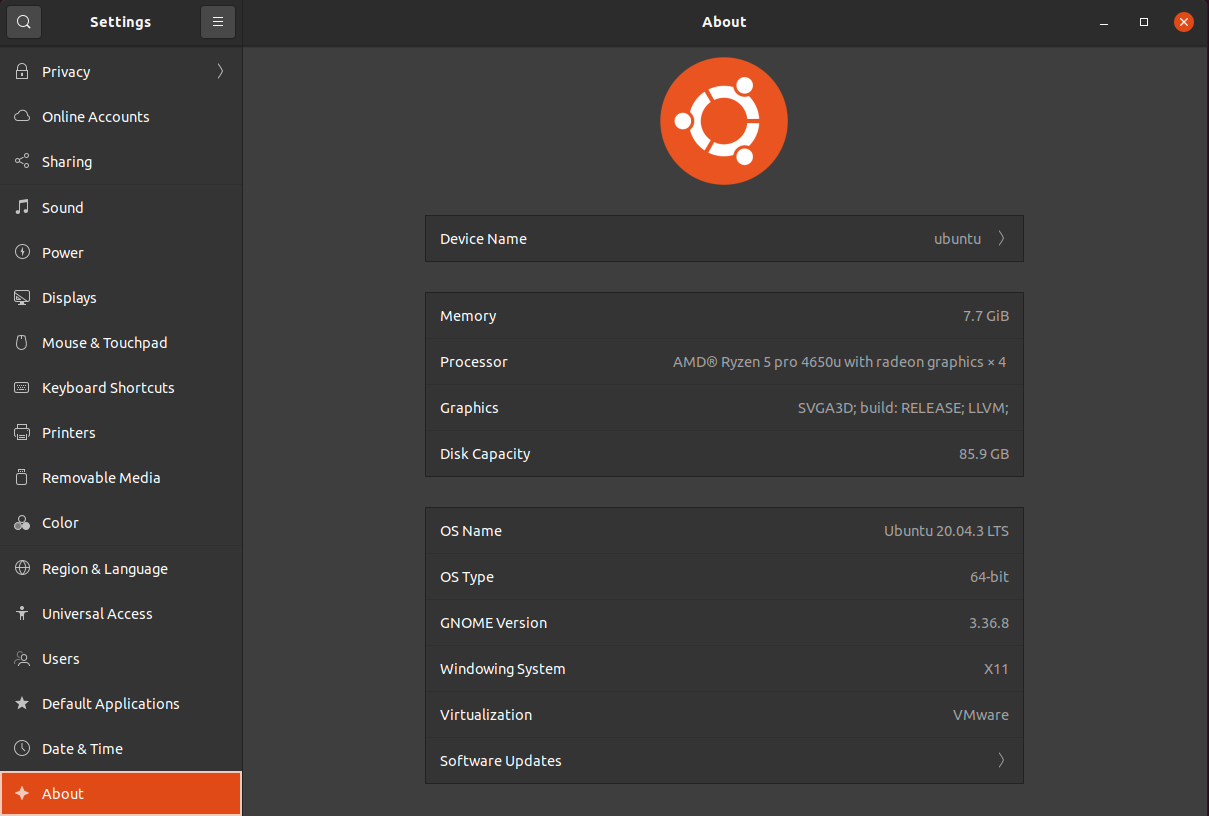 Settings
About
Privacy
Online Accounts
Sharing
Sound
Power
Displays
Mouse & Touchpad
Keyboard Shortcuts
Printers
Removable Media
Color
Region & Language
Universal Access
Users
Default Applications
Date & Time
About
Device Name ubuntu
Memory 7.7 GiB
Processor AMD® Ryzen 5 pro 4650u with radeon graphics × 4
Graphics SVGA3D; build: RELEASE; LLVM;
Disk Capacity 85.9 GB
OS Name Ubuntu 20.04.3 LTS
OS Type 64-bit
GNOME Version 3.36.8
Windowing System X11
Virtualization VMware
Software Updates